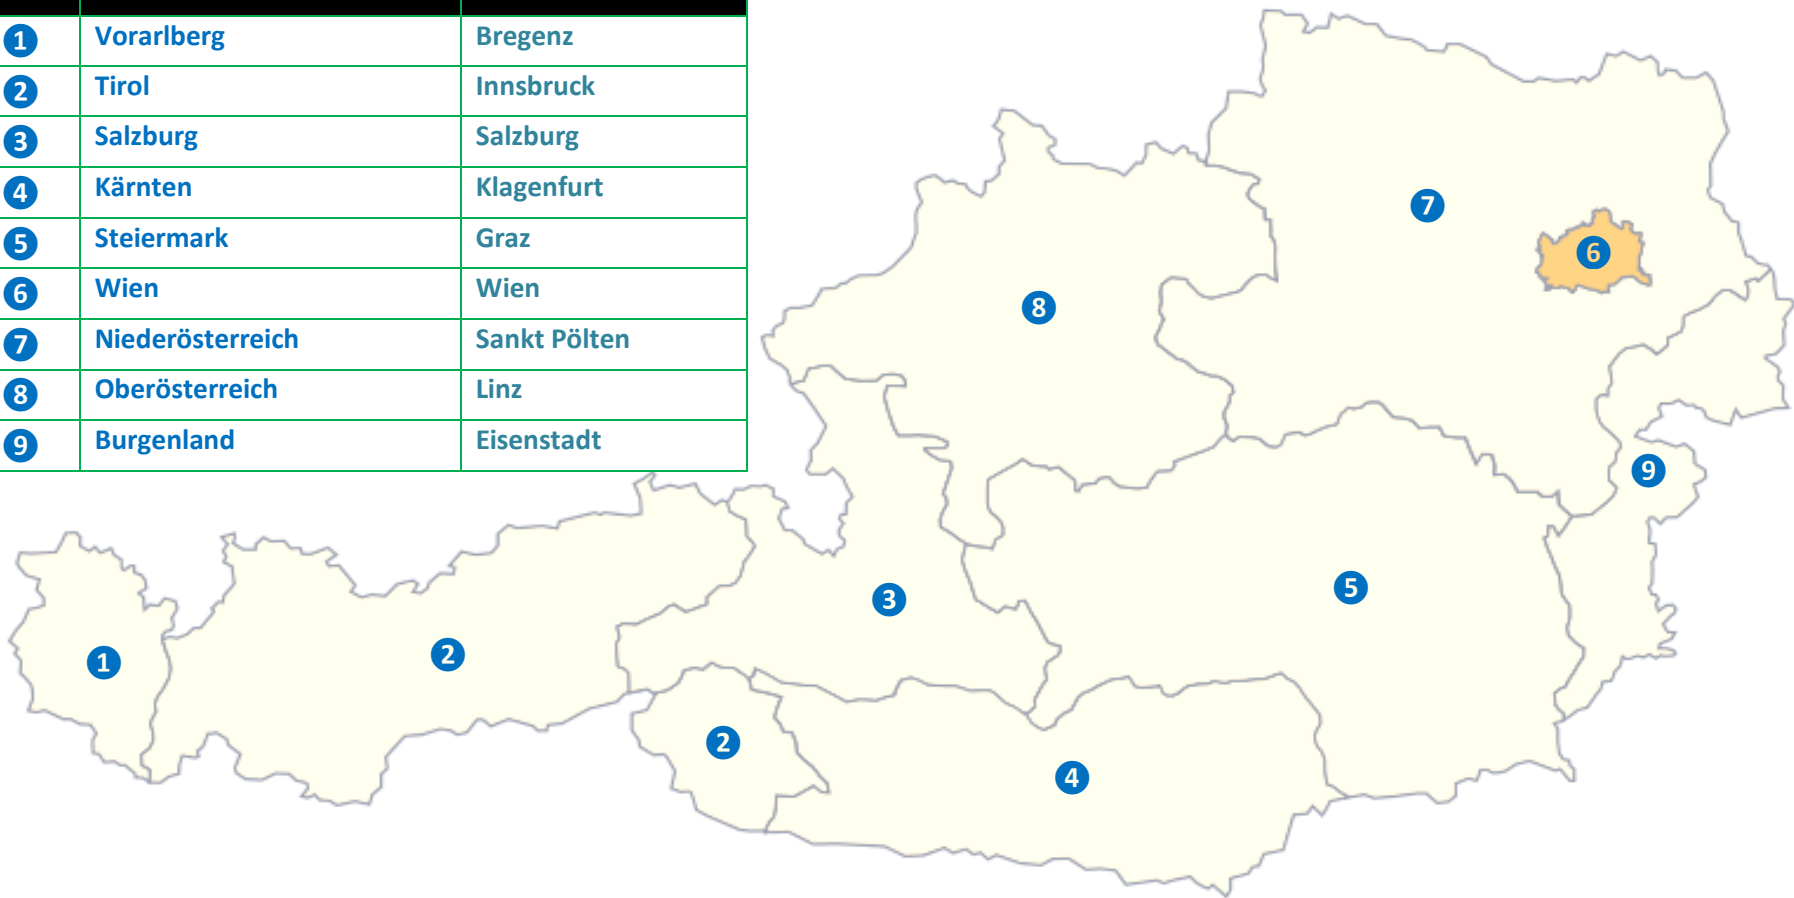 1 Vorarlberg Bregenz
2 Tirol Innsbruck
3 Salzburg Salzburg
4 Kärnten Klagenfurt
5 Steiermark Graz
6 Wien Wien
7 Niederösterreich Sankt Pölten
8 Oberösterreich Linz
9 Burgenland Eisenstadt
7
6
8
9
5
3
2
1
2
4